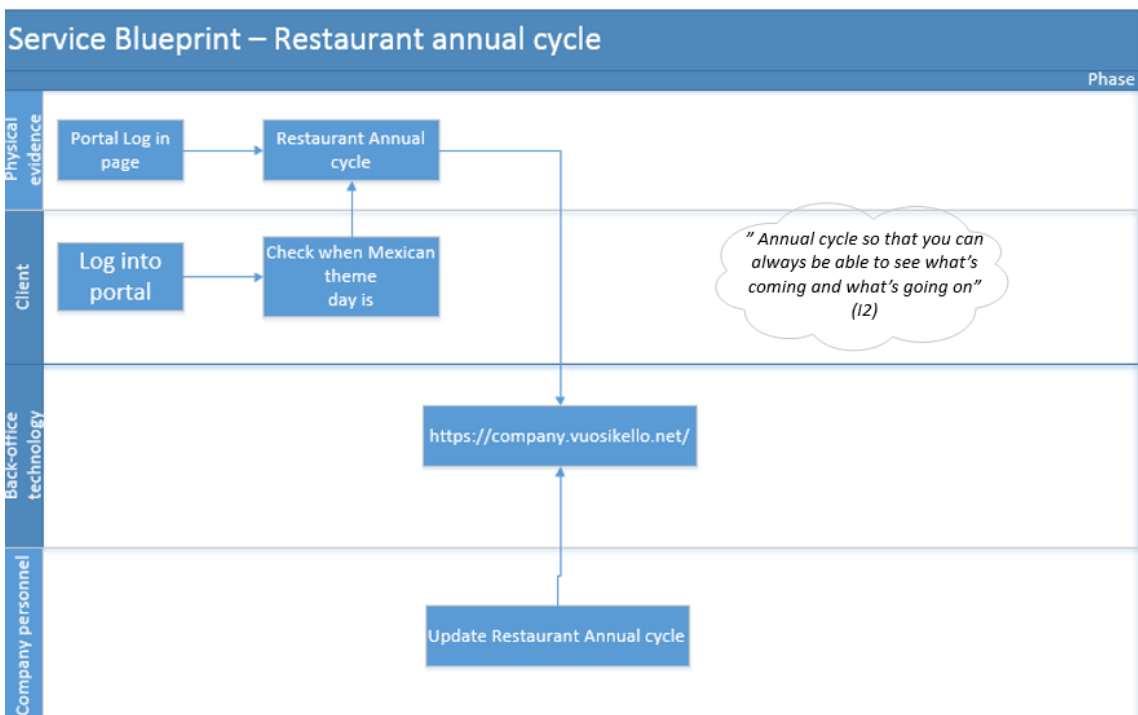 Service Blueprint – Restaurant annual cycle
Phase
Physical
evidence
Portal Log in
page
Restaurant Annual
cycle
Client
Log into
portal
Check when Mexican
theme
day is
” Annual cycle so that you can
always be able to see what’s
coming and what’s going on”
(I2)
Back-office
technology
https://company.vuosikello.net/
Company personnel
Update Restaurant Annual cycle